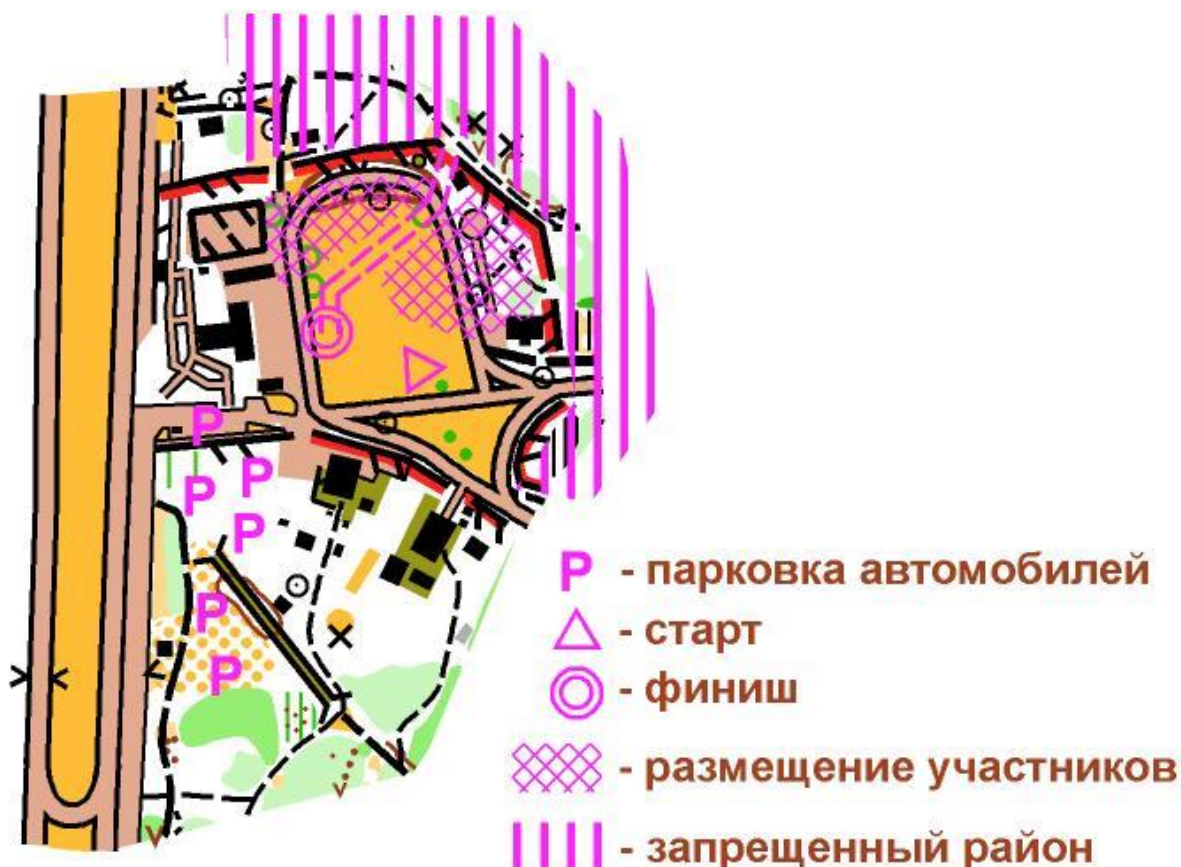 P
P
P
P
P
P
P - парковка автомобилей
- старт
- финиш
- размещение участников
- запрещенный район